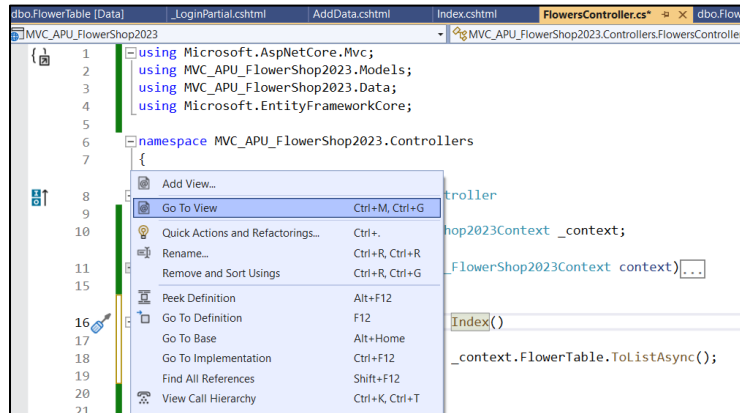 dbo.FlowerTable [Data] _LoginPartial.cshtml AddData.cshtml Index.cshtml FlowersController.cs* dbo.Flow
MVC_APU_FlowerShop2023 MVC_APU_FlowerShop2023.Controllers.FlowersController
1 using Microsoft.AspNetCore.Mvc;
2 using MVC_APU_FlowerShop2023.Models;
3 using MVC_APU_FlowerShop2023.Data;
4 using Microsoft.EntityFrameworkCore;
5
6 namespace MVC_APU_FlowerShop2023.Controllers
7 {
Add View...
8 troller
Go To View Ctrl+M, Ctrl+G
9
10 hop2023Context _context;
Quick Actions and Refactorings... Ctrl+.
Rename... Ctrl+R, Ctrl+R
11 _FlowerShop2023Context context)...
Remove and Sort Usings Ctrl+R, Ctrl+G
15
Peek Definition Alt+F12
16 Index()
Go To Definition F12
17
Go To Base Alt+Home
18 _context.FlowerTable.ToListAsync();
Go To Implementation Ctrl+F12
19
Find All References Shift+F12
20
View Call Hierarchy Ctrl+K, Ctrl+T
21